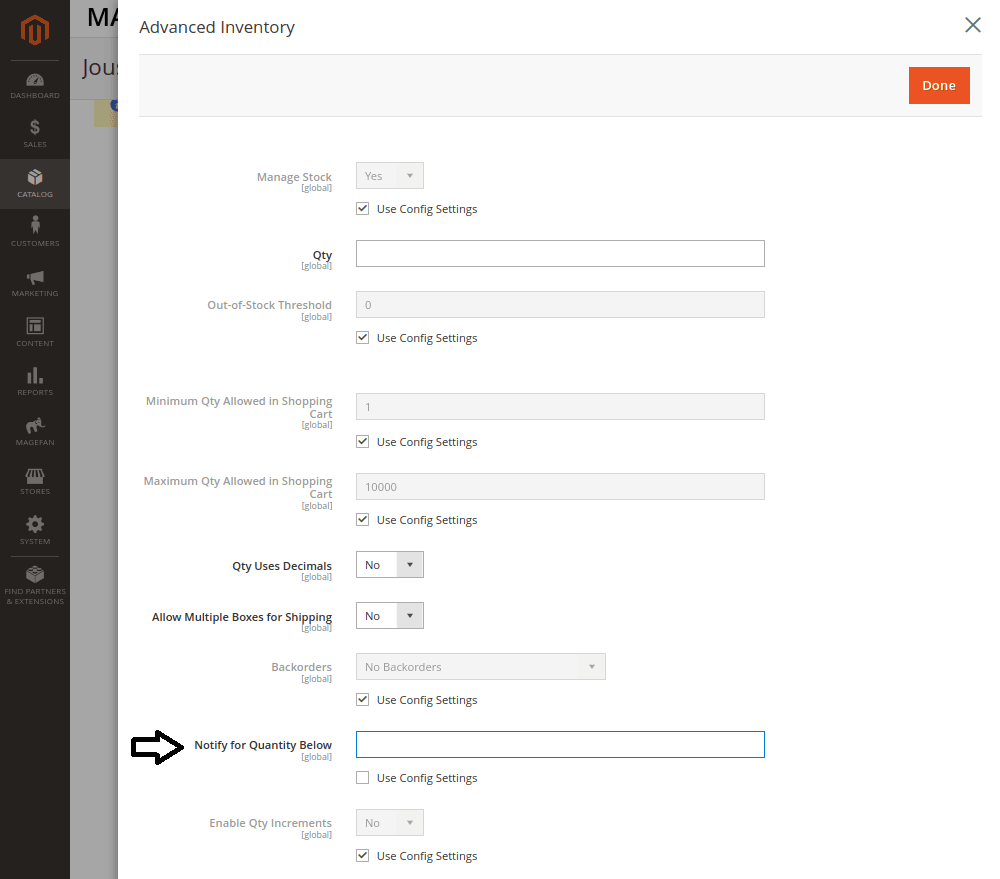 MA
Advanced Inventory
Jous
Done
DASHBOARD
$
SALES
CATALOG
CUSTOMERS
MARKETING
CONTENT
REPORTS
MAGEFAN
STORES
SYSTEM
FIND PARTNERS
& EXTENSIONS
Manage Stock
[global]
Yes
Use Config Settings
Qty
[global]
Out-of-Stock Threshold
[global]
0
Use Config Settings
Minimum Qty Allowed in Shopping
Cart
[global]
1
Use Config Settings
Maximum Qty Allowed in Shopping
Cart
[global]
10000
Use Config Settings
Qty Uses Decimals
[global]
No
Allow Multiple Boxes for Shipping
[global]
No
Backorders
[global]
No Backorders
Use Config Settings
Notify for Quantity Below
[global]
Use Config Settings
Enable Qty Increments
[global]
No
Use Config Settings